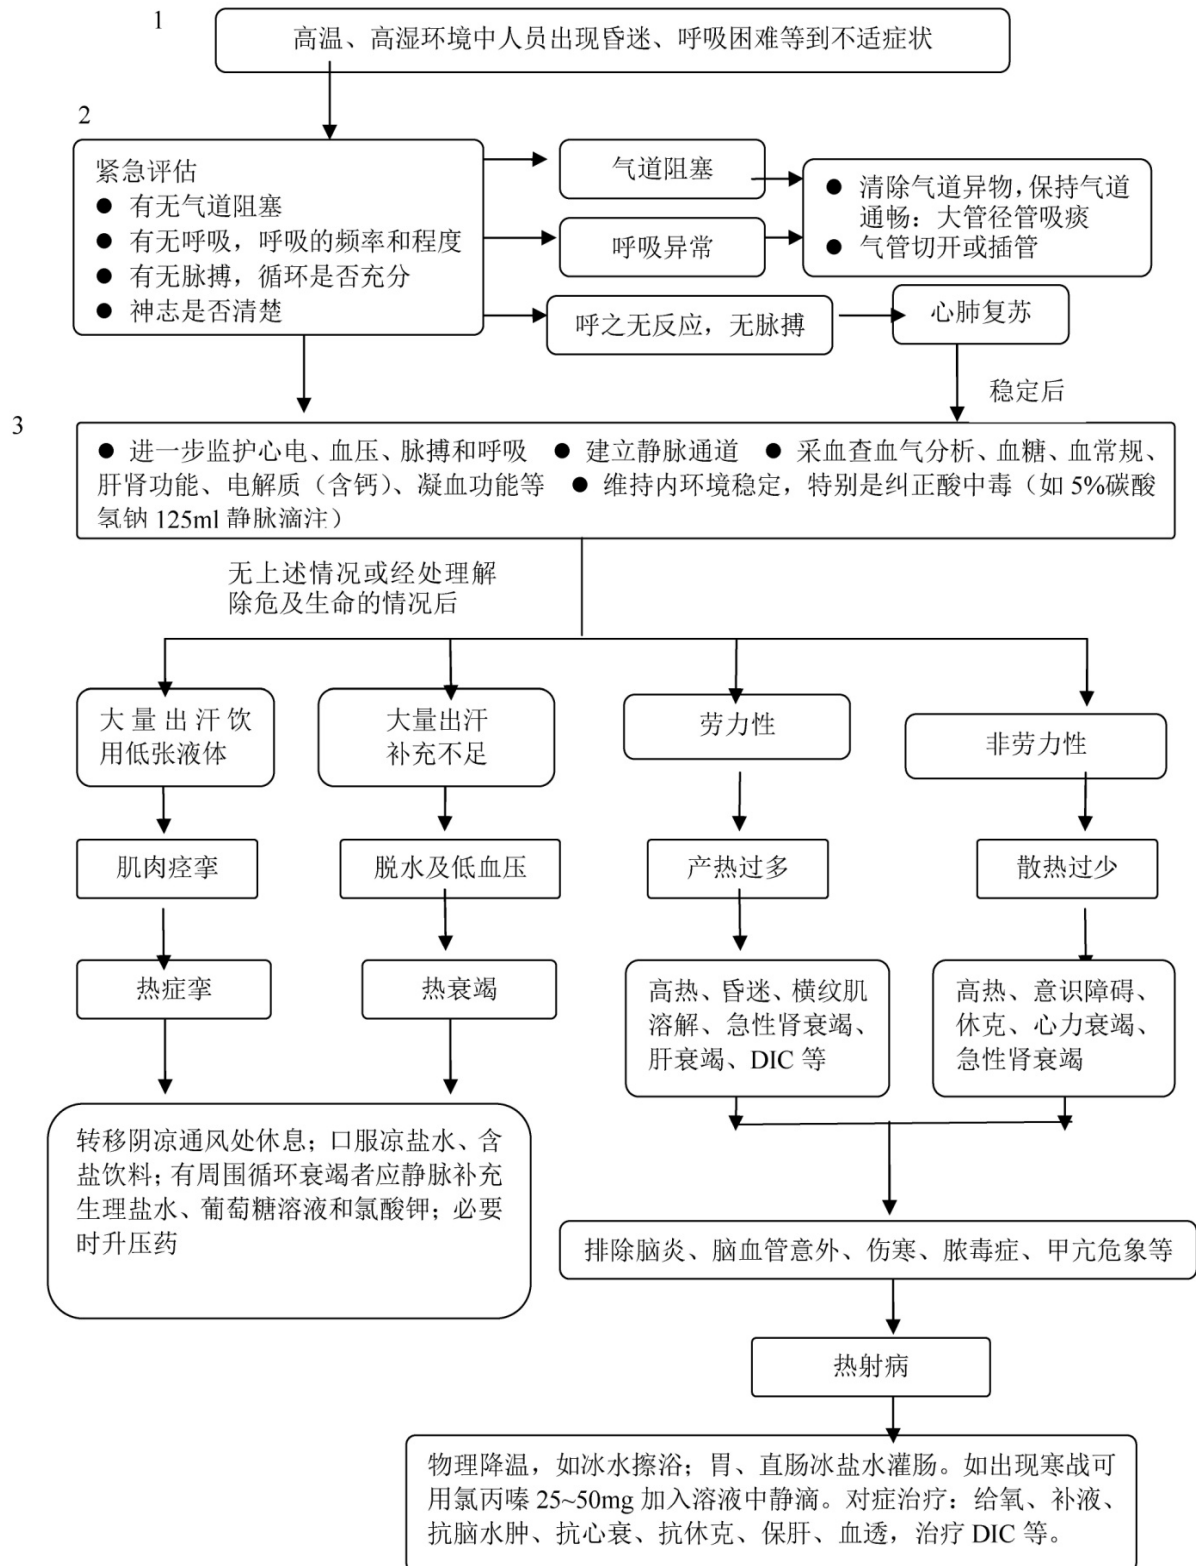 1
高温、高湿环境中人员出现昏迷、呼吸困难等到不适症状
2
紧急评估
● 有无气道阻塞
● 有无呼吸，呼吸的频率和程度
● 有无脉搏，循环是否充分
● 神志是否清楚
气道阻塞
呼吸异常
● 清除气道异物，保持气道
通畅：大管径管吸痰
● 气管切开或插管
呼之无反应，无脉搏
心肺复苏
稳定后
3
● 进一步监护心电、血压、脉搏和呼吸 ● 建立静脉通道 ● 采血查血气分析、血糖、血常规、
肝肾功能、电解质（含钙）、凝血功能等 ● 维持内环境稳定，特别是纠正酸中毒（如 5%碳酸
氢钠 125ml 静脉滴注）
无上述情况或经处理解
除危及生命的情况后
大量出汗饮
用低张液体
大量出汗
补充不足
劳力性
非劳力性
肌肉痉挛
脱水及低血压
产热过多
散热过少
热症挛
热衰竭
高热、昏迷、横纹肌
溶解、急性肾衰竭、
肝衰竭、DIC 等
高热、意识障碍、
休克、心力衰竭、
急性肾衰竭
转移阴凉通风处休息；口服凉盐水、含
盐饮料；有周围循环衰竭者应静脉补充
生理盐水、葡萄糖溶液和氯酸钾；必要
时升压药
排除脑炎、脑血管意外、伤寒、脓毒症、甲亢危象等
热射病
物理降温，如冰水擦浴；胃、直肠冰盐水灌肠。如出现寒战可
用氯丙嗪 25~50mg 加入溶液中静滴。对症治疗：给氧、补液、
抗脑水肿、抗心衰、抗休克、保肝、血透，治疗 DIC 等。